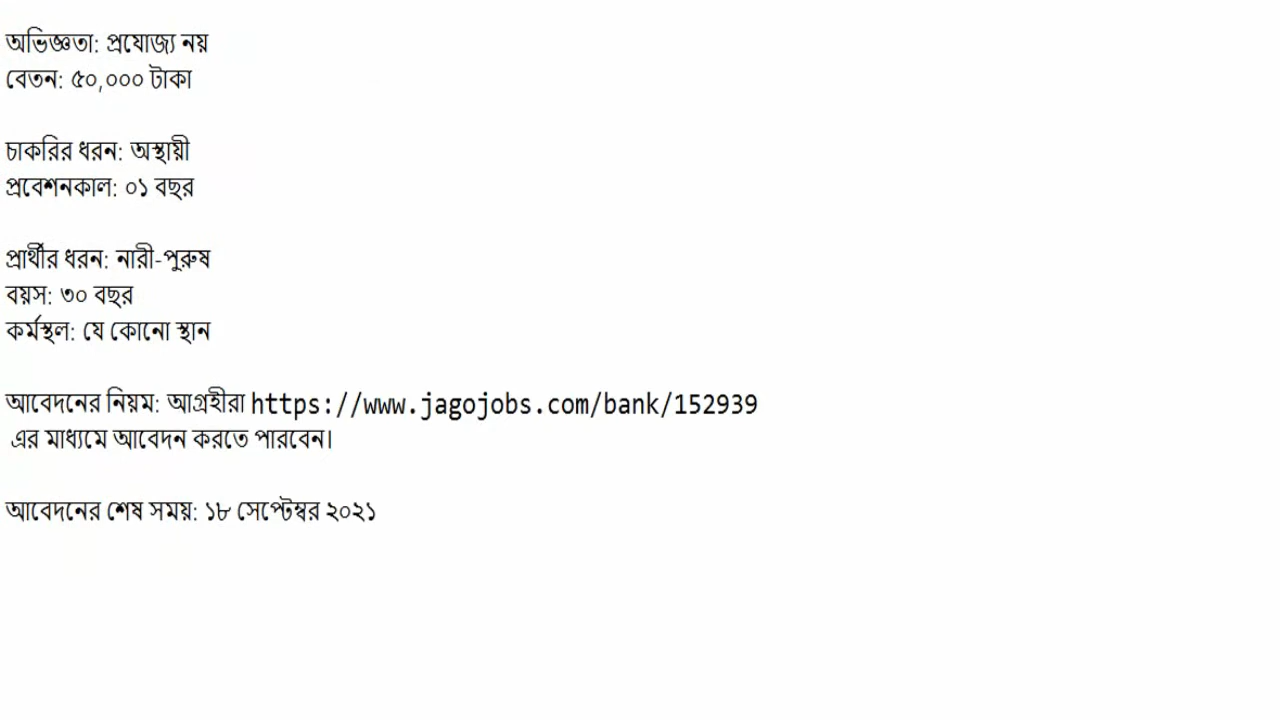 অভিজ্ঞতা: প্রযোজ্য নয়
বেতন: ৫০,০০০ টাকা
চাকরির ধরন: অস্থায়ী
প্রবেশনকাল: ০১ বছর
প্রার্থীর ধরন: নারী-পুরুষ
বয়স: ৩০ বছর
কর্মস্থল: যে কোনো স্থান
আবেদনের নিয়ম: আগ্রহীরা https://www.jagojobs.com/bank/152939
এর মাধ্যমে আবেদন করতে পারবেন।
আবেদনের শেষ সময়: ১৮ সেপ্টেম্বর ২০২১